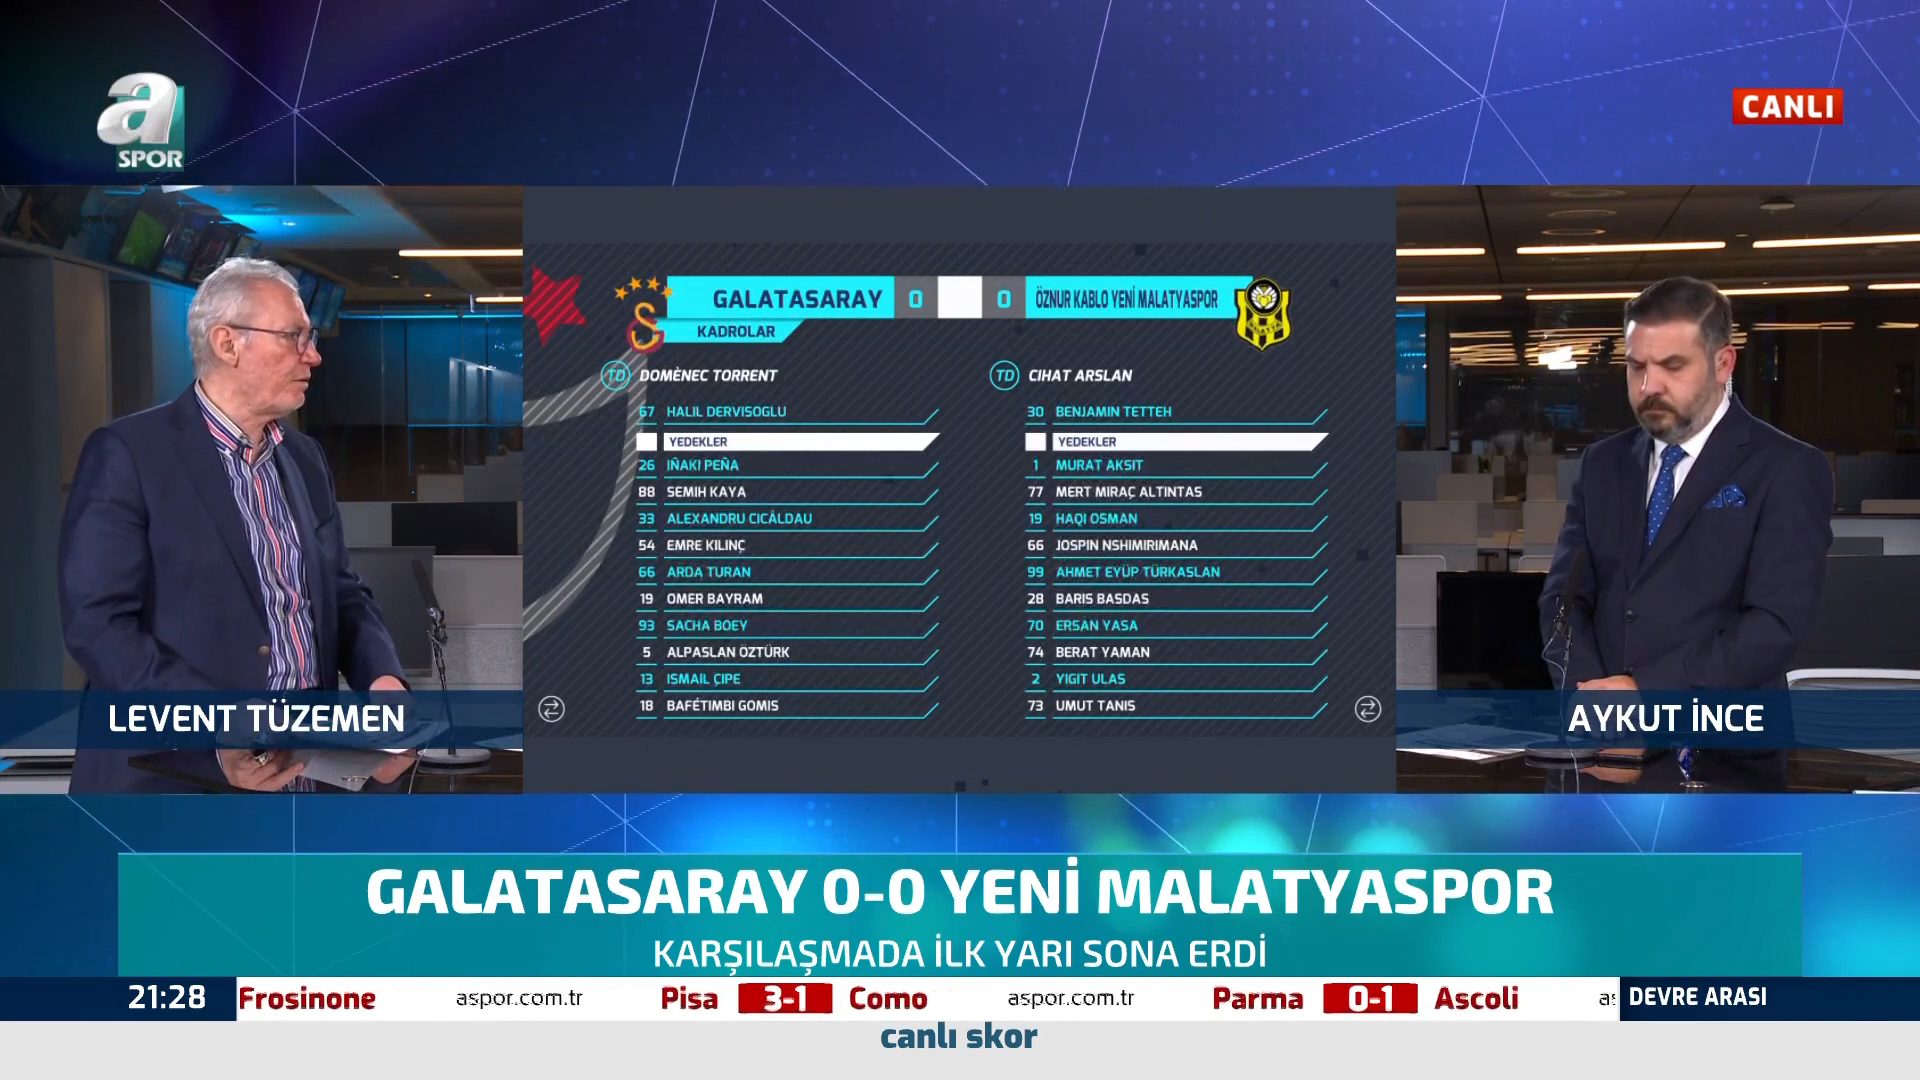 a
SPOR
CANLI
GALATASARAY 0 0 ÖZNUR KABLO YENİ MALATYASPOR
KADROLAR
TD DOMÈNEC TORRENT
67 HALIL DERVISOGLU
YEDEKLER
26 IÑAKI PEÑA
88 SEMIH KAYA
33 ALEXANDRU CICÂLDAU
54 EMRE KILINÇ
66 ARDA TURAN
19 OMER BAYRAM
93 SACHA BOEY
5 ALPASLAN ÖZTÜRK
13 ISMAIL ÇIPE
18 BAFÉTIMBI GOMIS
TD CIHAT ARSLAN
30 BENJAMIN TETTEH
YEDEKLER
1 MURAT AKSIT
77 MERT MIRAÇ ALTINTAS
19 HAQI OSMAN
66 JOSPIN NSHIMIRIMANA
99 AHMET EYÜP TÜRKASLAN
28 BARIS BASDAS
70 ERSAN YASA
74 BERAT YAMAN
2 YIGIT ULAS
73 UMUT TANIS
LEVENT TÜZEMEN
AYKUT İNCE
GALATASARAY 0-0 YENİ MALATYASPOR
KARŞILAŞMADA İLK YARI SONA ERDİ
21:28 Frosinone aspor.com.tr Pisa 3-1 Como aspor.com.tr Parma 0-1 Ascoli DEVRE ARASI
canlı skor